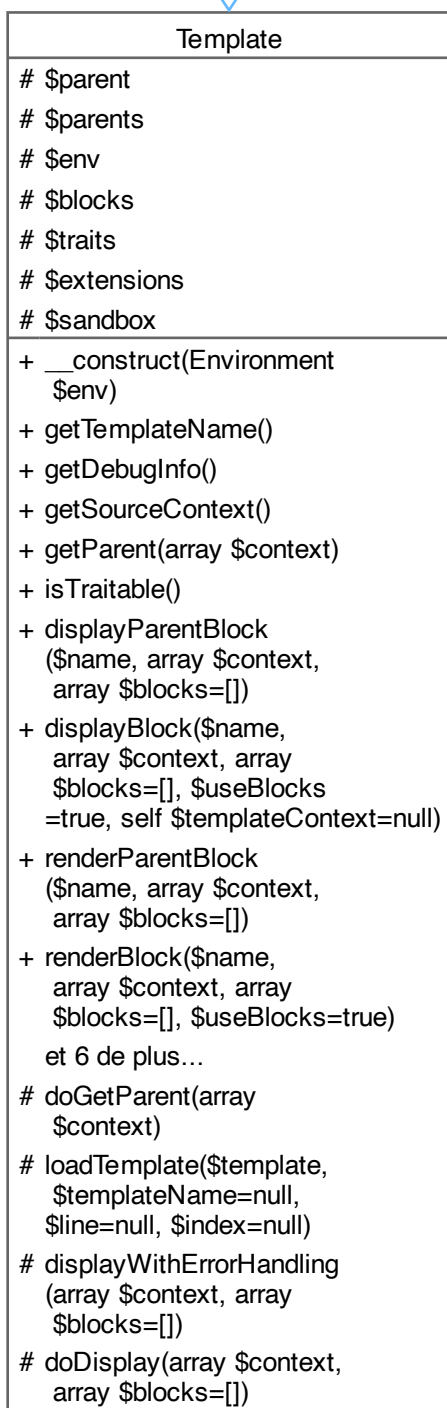 Template
# $parent
# $parents
# $env
# $blocks
# $traits
# $extensions
# $sandbox
+ __construct(Environment
$env)
+ getTemplateName()
+ getDebugInfo()
+ getSourceContext()
+ getParent(array $context)
+ isTraitable()
+ displayParentBlock
($name, array $context,
array $blocks=[])
+ displayBlock($name,
array $context, array
$blocks=[], $useBlocks
=true, self $templateContext=null)
+ renderParentBlock
($name, array $context,
array $blocks=[])
+ renderBlock($name,
array $context, array
$blocks=[], $useBlocks=true)
et 6 de plus...
# doGetParent(array
$context)
# loadTemplate($template,
$templateName=null,
$line=null, $index=null)
# displayWithErrorHandling
(array $context, array
$blocks=[])
# doDisplay(array $context,
array $blocks=[])